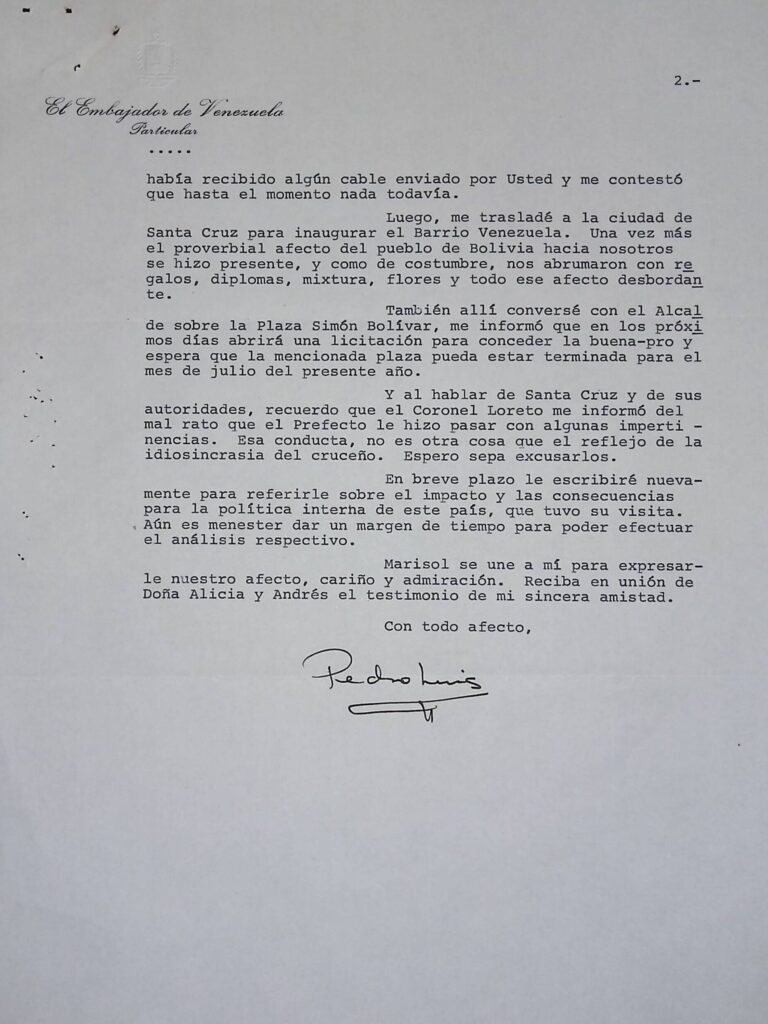 2.-
El Embajador de Venezuela
Particular
.....
había recibido algún cable enviado por Usted y me contestó
que hasta el momento nada todavía.
Luego, me trasladé a la ciudad de
Santa Cruz para inaugurar el Barrio Venezuela.  Una vez más
el proverbial afecto del pueblo de Bolivia hacia nosotros
se hizo presente, y como de costumbre, nos abrumaron con re
galos, diplomas, mixtura, flores y todo ese afecto desbordan
te.
También allí conversé con el Alcal
de sobre la Plaza Simón Bolívar, me informó que en los próxi
mos días abrirá una licitación para conceder la buena-pro y
espera que la mencionada plaza pueda estar terminada para el
mes de julio del presente año.
Y al hablar de Santa Cruz y de sus
autoridades, recuerdo que el Coronel Loreto me informó del
mal rato que el Prefecto le hizo pasar con algunas imperti -
nencias.  Esa conducta, no es otra cosa que el reflejo de la
idiosincrasia del cruceño.  Espero sepa excusarlos.
En breve plazo le escribiré nueva-
mente para referirle sobre el impacto y las consecuencias
para la política interna de este país, que tuvo su visita.
Aún es menester dar un margen de tiempo para poder efectuar
el análisis respectivo.
Marisol se une a mí para expresar-
le nuestro afecto, cariño y admiración.  Reciba en unión de
Doña Alicia y Andrés el testimonio de mi sincera amistad.
Con todo afecto,
Pedro Luis